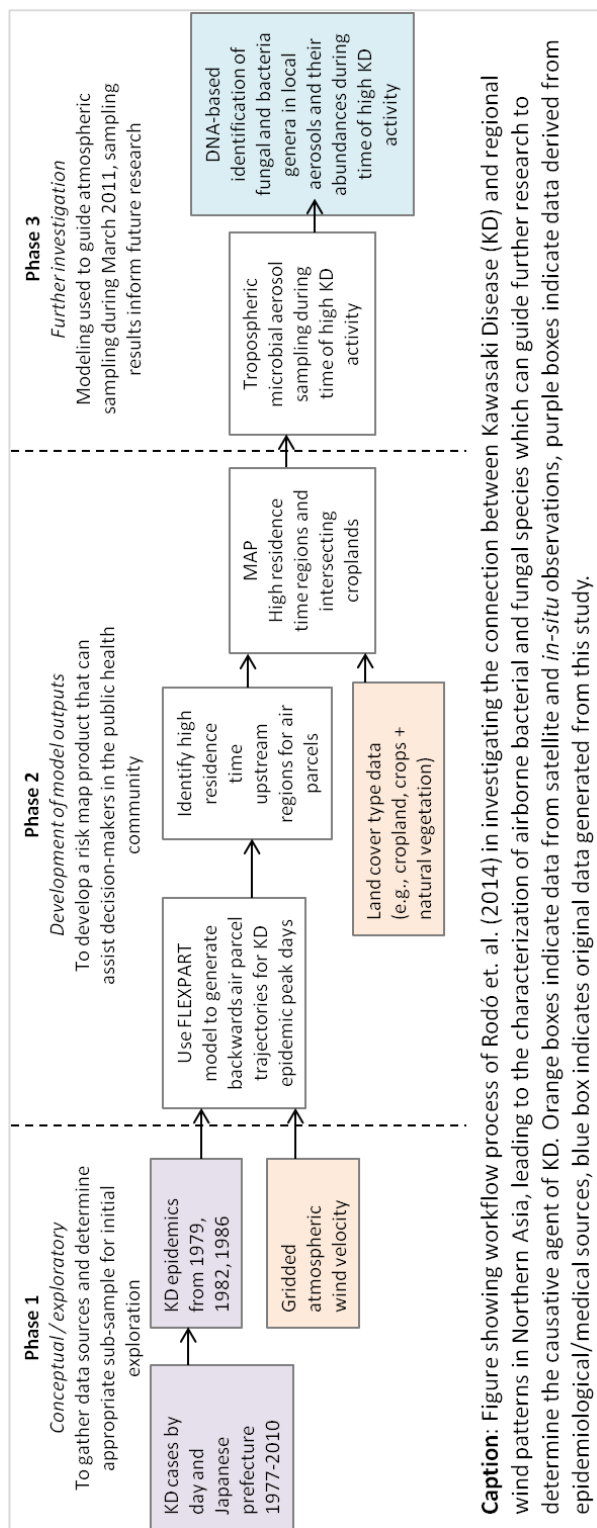 Phase 1
Conceptual / exploratory
To gather data sources and determine
appropriate sub-sample for initial
exploration
KD cases by
day and
Japanese
prefecture
1977-2010
KD epidemics
from 1979,
1982, 1986
Gridded
atmospheric
wind velocity
Phase 2
Development of model outputs
To develop a risk map product that can
assist decision-makers in the public health
community
Use FLEXPART
model to generate
backwards air parcel
trajectories for KD
epidemic peak days
Identify high
residence time
upstream
regions for air
parcels
Land cover type data
(e.g., cropland, crops +
natural vegetation)
MAP
High residence
time regions and
intersecting
croplands
Phase 3
Further investigation
Modeling used to guide atmospheric
sampling during March 2011, sampling
results inform future research
Tropospheric
microbial aerosol
sampling during
time of high KD
activity
DNA-based
identification of
fungal and bacteria
genera in local
aerosols and their
abundances during
time of high KD
activity
Caption: Figure showing workflow process of Rodó et. al. (2014) in investigating the connection between Kawasaki Disease (KD) and regional
wind patterns in Northern Asia, leading to the characterization of airborne bacterial and fungal species which can guide further research to
determine the causative agent of KD. Orange boxes indicate data from satellite and in-situ observations, purple boxes indicate data derived from
epidemiological/medical sources, blue box indicates original data generated from this study.